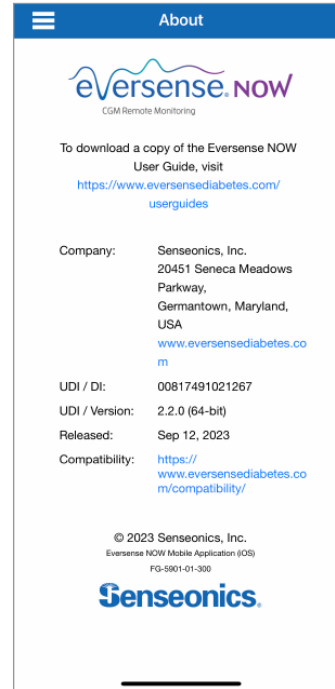 About
eversense. NOW
CGM Remote Monitoring
To download a copy of the Eversense NOW
User Guide, visit
https://www.eversensediabetes.com/
userguides
Company: Senseonics, Inc.
20451 Seneca Meadows
Parkway,
Germantown, Maryland,
USA
www.eversensediabetes.co
m
UDI / DI: 00817491021267
UDI / Version: 2.2.0 (64-bit)
Released: Sep 12, 2023
Compatibility: https://
www.eversensediabetes.co
m/compatibility/
© 2023 Senseonics, Inc.
Eversense NOW Mobile Application (iOS)
FG-5901-01-300
Senseonics.